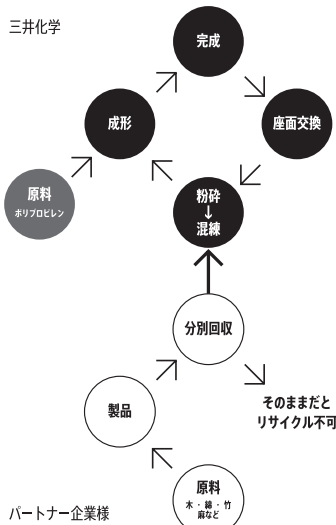 三井化学
完成
成形
座面交換
原料
ポリプロピレン
粉砕
↓
混練
分別回収
そのままだと
リサイクル不可
製品
原料
木・綿・竹
麻など
パートナー企業様